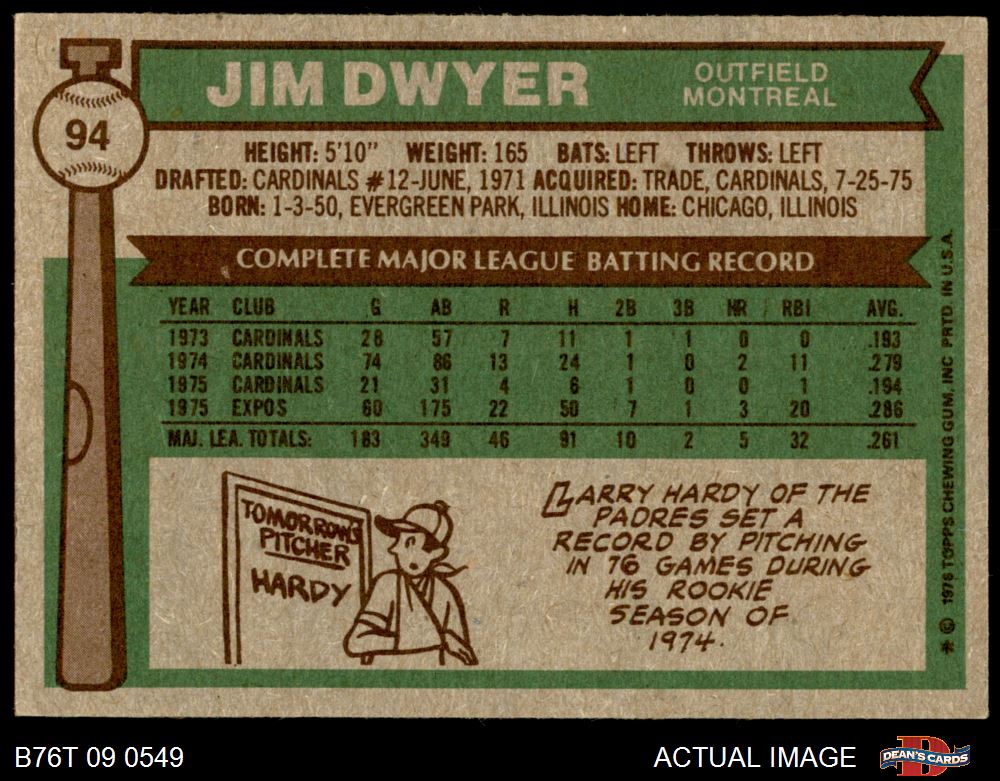 JIM DWYER
OUTFIELD
MONTREAL
94
HEIGHT: 5'10" WEIGHT: 165 BATS: LEFT THROWS: LEFT
DRAFTED: CARDINALS #12-JUNE, 1971 ACQUIRED: TRADE, CARDINALS, 7-25-75
BORN: 1-3-50, EVERGREEN PARK, ILLINOIS HOME: CHICAGO, ILLINOIS
COMPLETE MAJOR LEAGUE BATTING RECORD
YEAR CLUB G AB R H 2B 3B HR RBI AVG.
1973 CARDINALS 28 57 7 11 1 1 0 0 .193
1974 CARDINALS 74 86 13 24 1 0 2 11 .279
1975 CARDINALS 21 31 4 6 1 0 0 1 .194
1975 EXPOS 60 175 22 50 7 1 3 20 .286
MAJ. LEA. TOTALS: 183 349 46 91 10 2 5 32 .261
TOMORROW'S
PITCHER
HARDY
LARRY HARDY OF THE
PADRES SET A
RECORD BY PITCHING
IN 76 GAMES DURING
HIS ROOKIE
SEASON OF
1974.
* © 1976 TOPPS CHEWING GUM, INC PRTD. IN U.S.A.
B76T 09 0549
ACTUAL IMAGE
DEAN'S CARDS